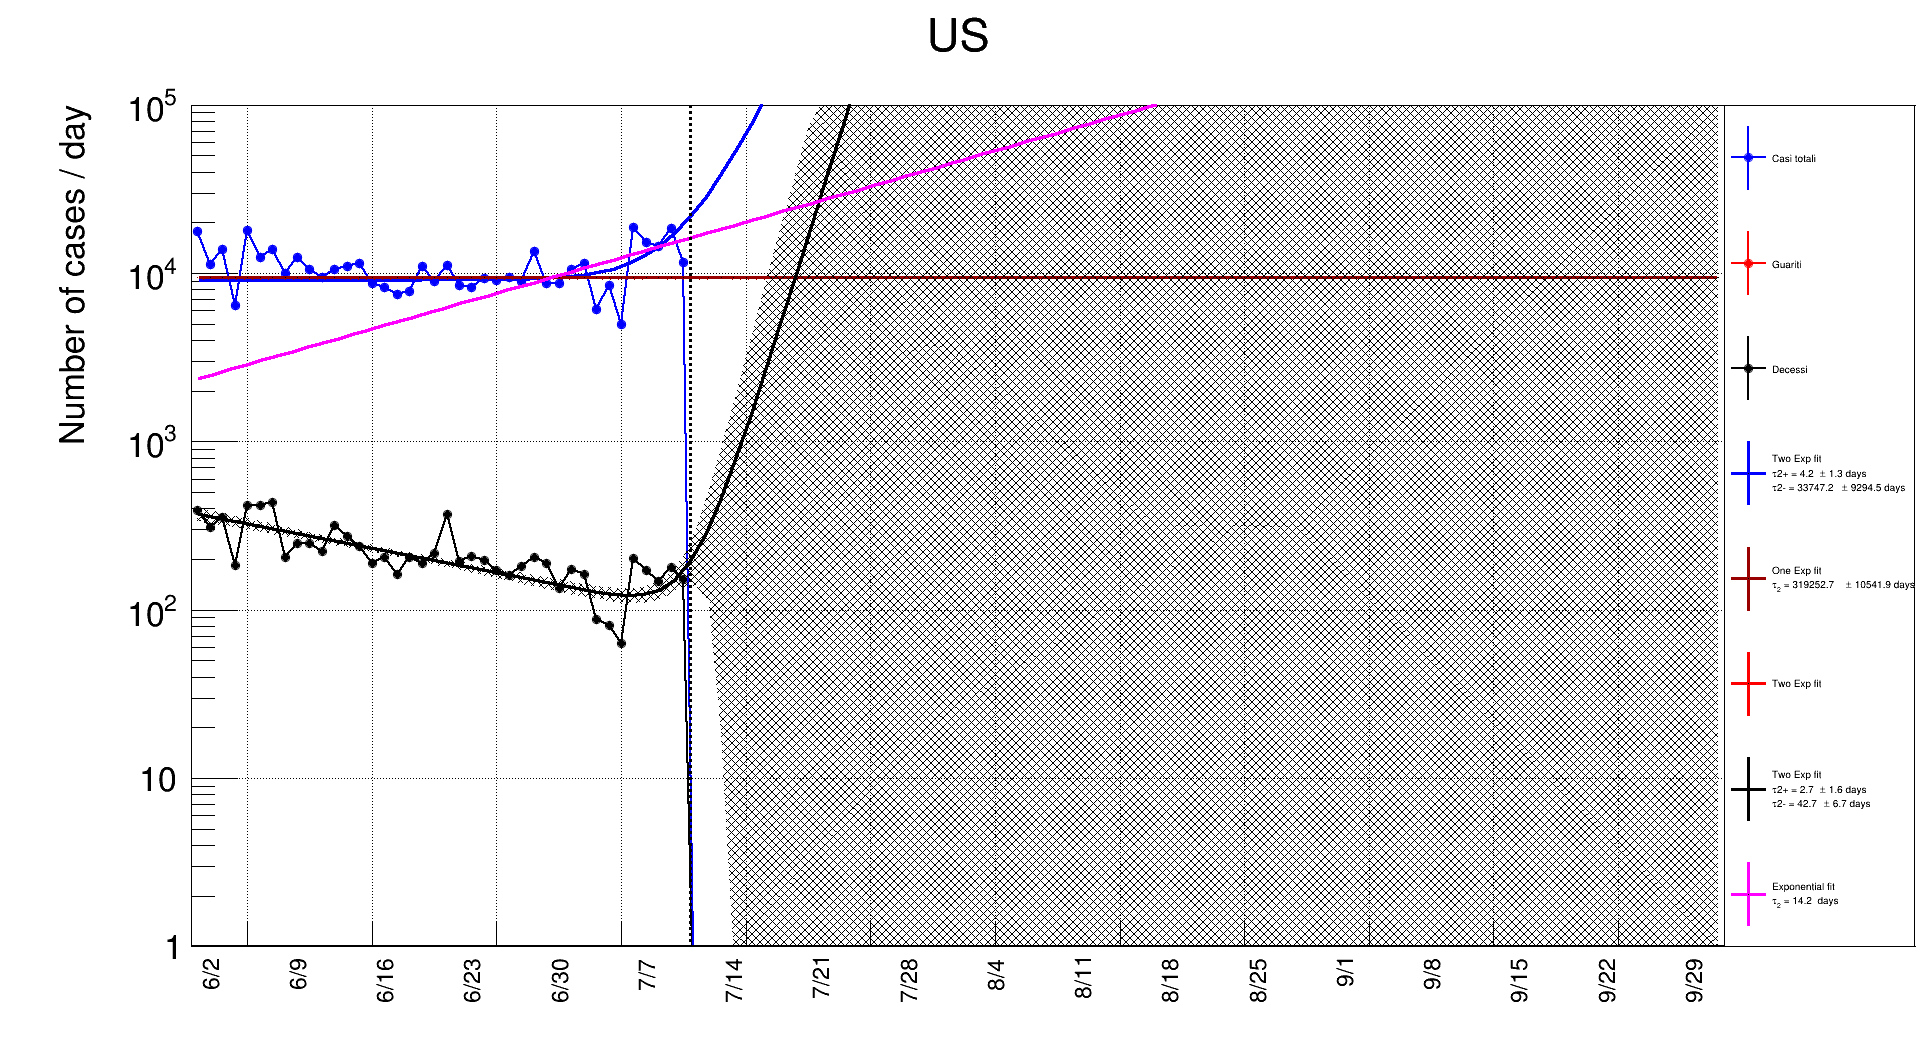 US
Number of cases / day
10^5
10^4
10^3
10^2
10
1
6/2 6/9 6/16 6/23 6/30 7/7 7/14 7/21 7/28 8/4 8/11 8/18 8/25 9/1 9/8 9/15 9/22 9/29
Casi totali
Guariti
Decessi
Two Exp fit
τ2+ = 4.2 ± 1.3 days
τ2- = 33747.2 ± 9294.5 days
One Exp fit
τ₂ = 319252.7 ± 10541.9 days
Two Exp fit
Two Exp fit
τ2+ = 2.7 ± 1.6 days
τ2- = 42.7 ± 6.7 days
Exponential fit
τ₂ = 14.2 days